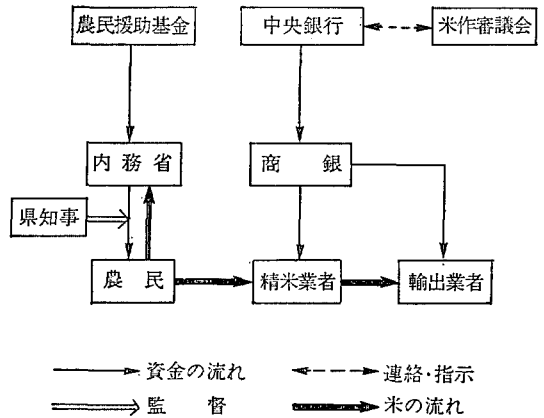 農民援助基金
中央銀行
米作審議会
内務省
商銀
県知事
農民
精米業者
輸出業者
資金の流れ
連絡・指示
監督
米の流れ